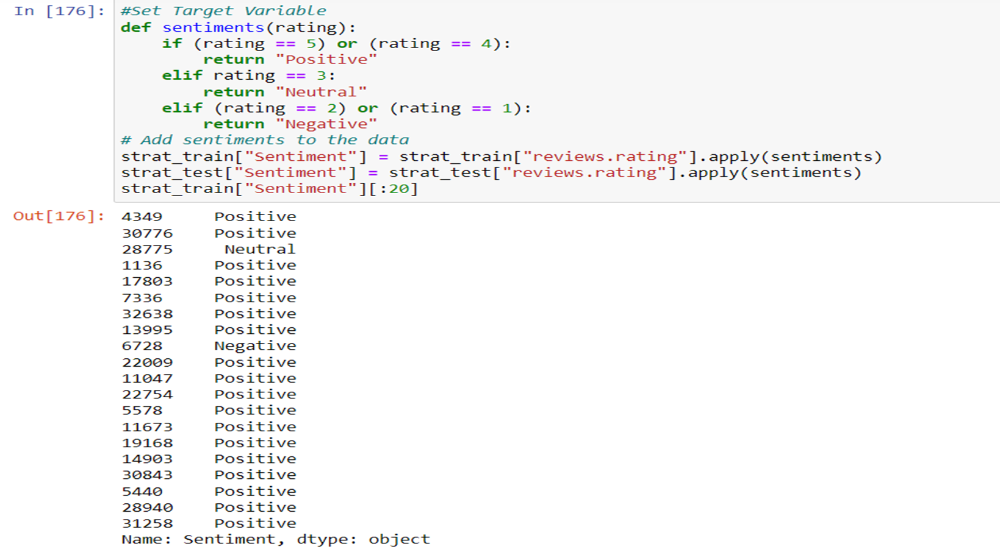 In [176]: #Set Target Variable
def sentiments(rating):
    if (rating == 5) or (rating == 4):
        return "Positive"
    elif rating == 3:
        return "Neutral"
    elif (rating == 2) or (rating == 1):
        return "Negative"
# Add sentiments to the data
strat_train["Sentiment"] = strat_train["reviews.rating"].apply(sentiments)
strat_test["Sentiment"] = strat_test["reviews.rating"].apply(sentiments)
strat_train["Sentiment"][:20]
Out[176]: 4349     Positive
30776    Positive
28775     Neutral
1136     Positive
17803    Positive
7336     Positive
32638    Positive
13995    Positive
6728     Negative
22009    Positive
11047    Positive
22754    Positive
5578     Positive
11673    Positive
19168    Positive
14903    Positive
30843    Positive
5440     Positive
28940    Positive
31258    Positive
Name: Sentiment, dtype: object